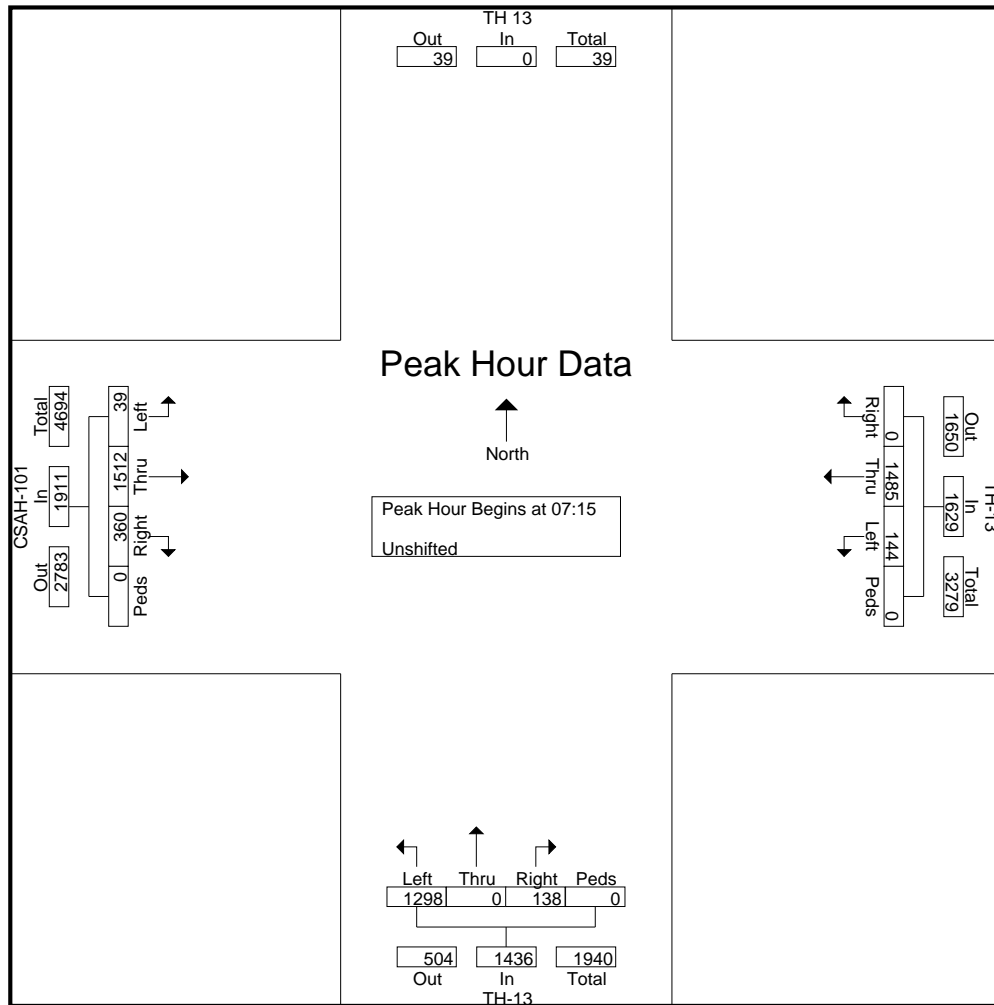 TH 13
Out In Total
39 0 39
Peak Hour Data
North
Peak Hour Begins at 07:15
Unshifted
CSAH-101
Total In Out
4694 1911 2783
39 1512 360 0
Left Thru Right Peds
Right Thru Left Peds
0 1485 144 0
Out In Total
1650 1629 3279
TH-13
Left Thru Right Peds
1298 0 138 0
504 1436 1940
Out In Total
TH-13